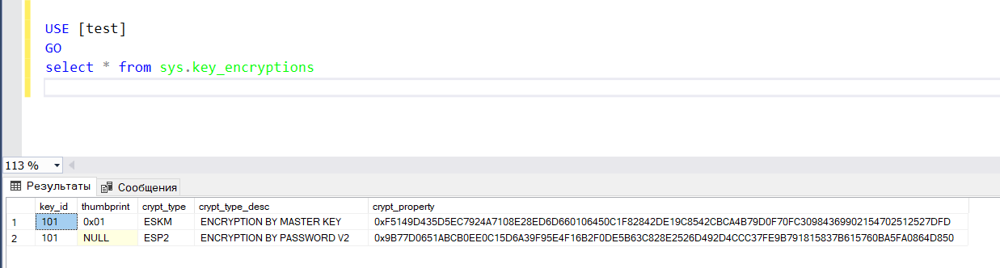 USE [test]
GO
select * from sys.key_encryptions
113 %
Результаты Сообщения
key_id thumbprint crypt_type crypt_type_desc crypt_property
1 101 0x01 ESKM ENCRYPTION BY MASTER KEY 0xF5149D435D5EC7924A7108E28ED6D660106450C1F82842DE19C8542CBCA4B79D0F70FC30984369902154702512527DFD
2 101 NULL ESP2 ENCRYPTION BY PASSWORD V2 0x9B77D0651ABCB0EE0C15D6A39F95E4F16B2F0DE5B63C828E2526D492D4CCC37FE9B791815837B615760BA5FA0864D850